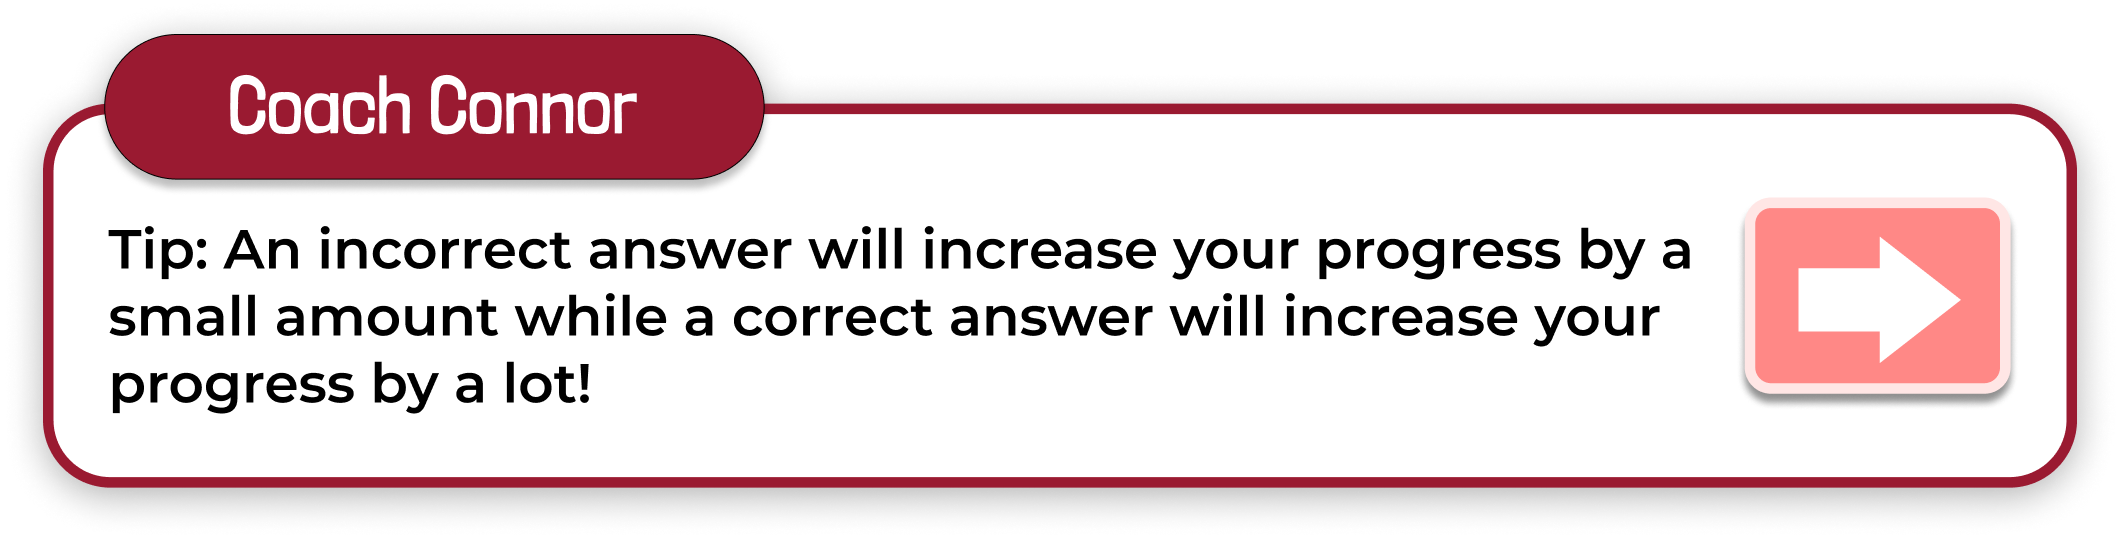 Coach Connor
Tip: An incorrect answer will increase your progress by a
small amount while a correct answer will increase your
progress by a lot!